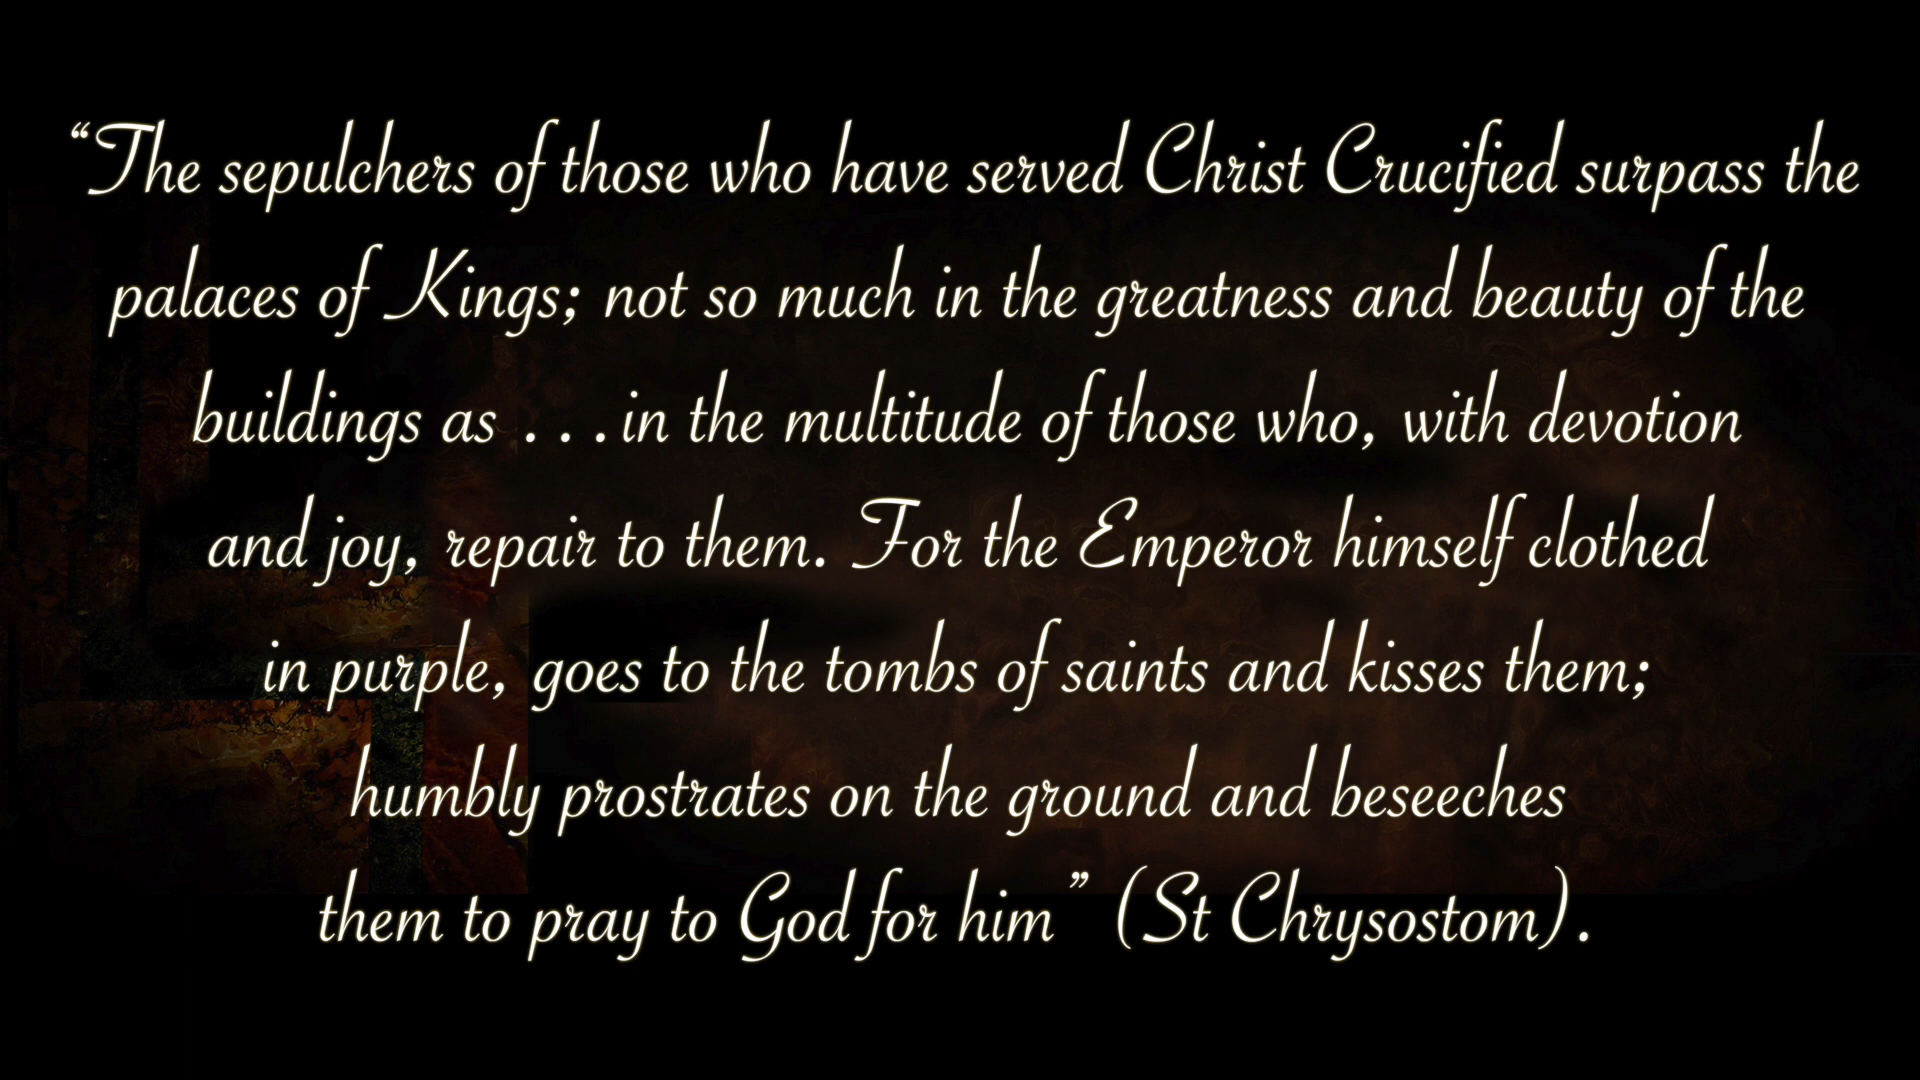 “The sepulchers of those who have served Christ Crucified surpass the
palaces of Kings; not so much in the greatness and beauty of the
buildings as . . . in the multitude of those who, with devotion
and joy, repair to them. For the Emperor himself clothed
in purple, goes to the tombs of saints and kisses them;
humbly prostrates on the ground and beseeches
them to pray to God for him” (St Chrysostom).